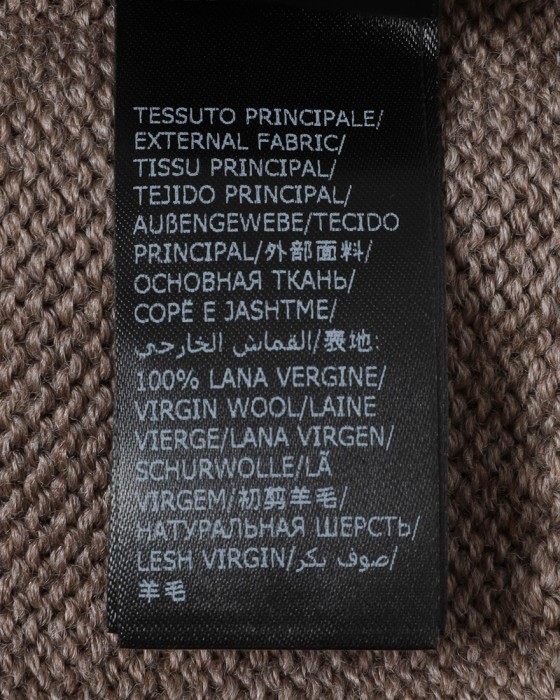 TESSUTO PRINCIPALE/
EXTERNAL FABRIC/
TISSU PRINCIPAL/
TEJIDO PRINCIPAL/
AUßENGEWEBE/TECIDO
PRINCIPAL/外部面料/
ОСНОВНАЯ ТКАНЬ/
COPË E JASHTME/
القماش الخارجي/表地:
100% LANA VERGINE/
VIRGIN WOOL/LAINE
VIERGE/LANA VIRGEN/
SCHURWOLLE/LÃ
VIRGEM/初剪羊毛/
НАТУРАЛЬНАЯ ШЕРСТЬ/
LESH VIRGIN/صوف بكر/
羊毛